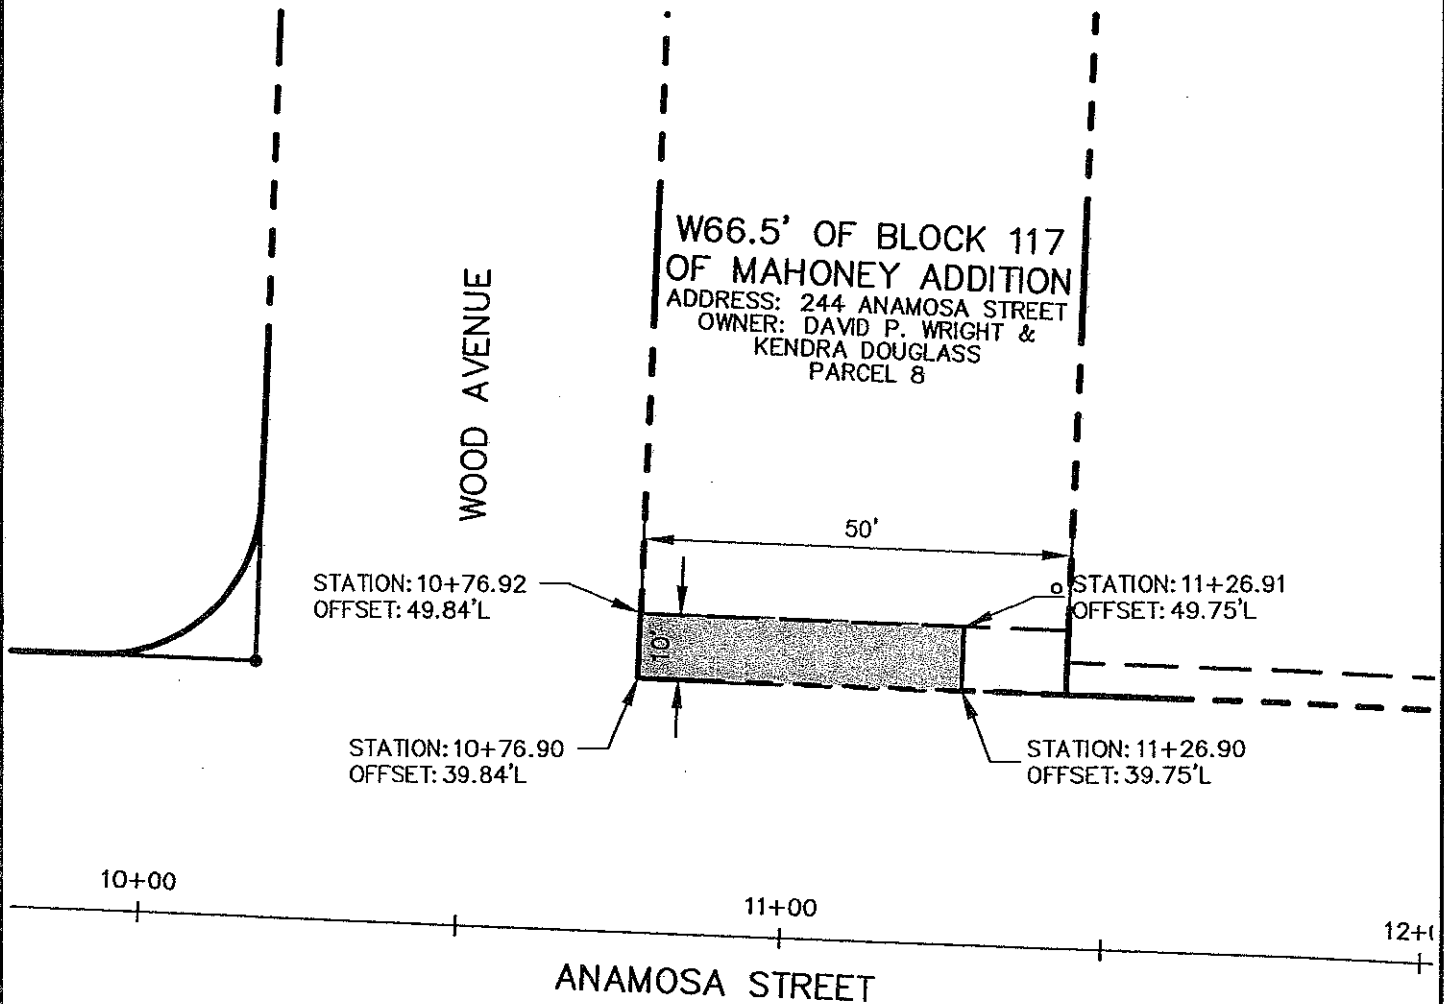 W66.5' OF BLOCK 117
OF MAHONEY ADDITION
ADDRESS: 244 ANAMOSA STREET
OWNER: DAVID P. WRIGHT &
KENDRA DOUGLASS
PARCEL 8
WOOD AVENUE
50'
STATION: 10+76.92
OFFSET: 49.84'L
STATION: 11+26.91
OFFSET: 49.75'L
10'
STATION: 10+76.90
OFFSET: 39.84'L
STATION: 11+26.90
OFFSET: 39.75'L
10+00
11+00
12+(
ANAMOSA STREET